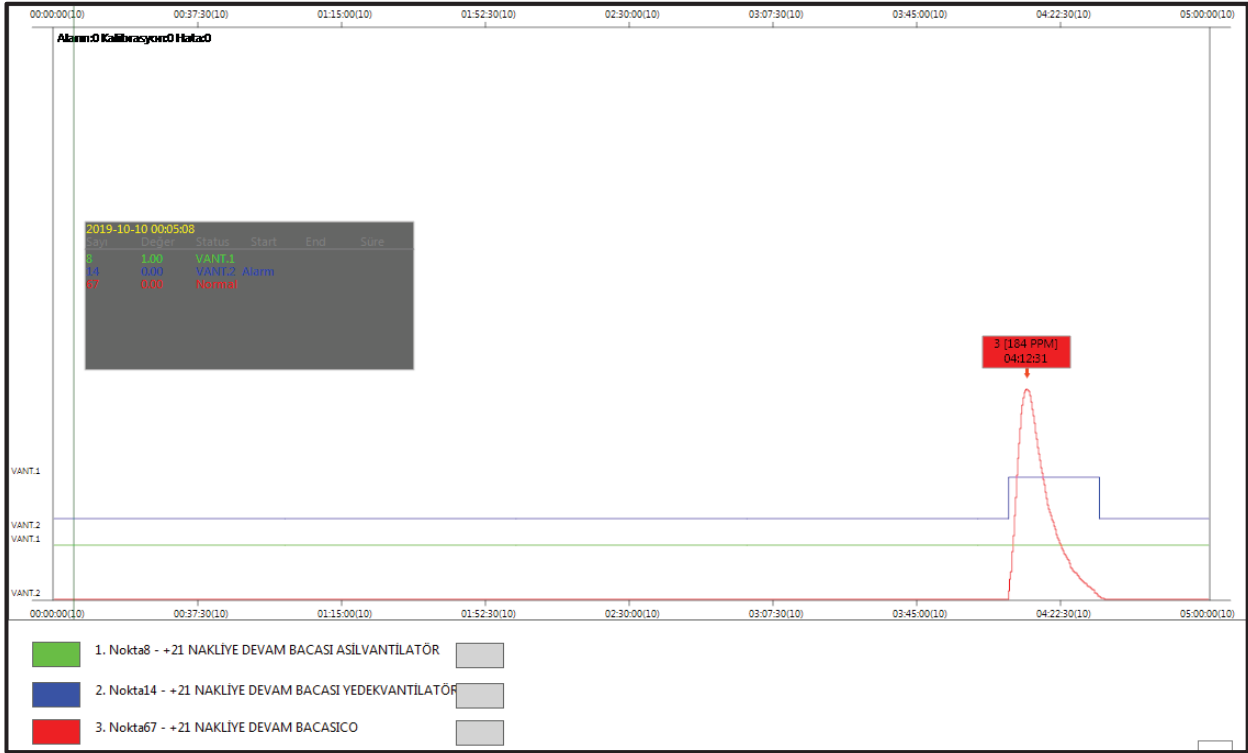 00:00:00(10) 00:37:30(10) 01:15:00(10) 01:52:30(10) 02:30:00(10) 03:07:30(10) 03:45:00(10) 04:22:30(10) 05:00:00(10)
Alarm:0 Kalibrasyon:0 Hata:0
2019-10-10 00:05:08
Sayı Değer Status Start End Süre
8 1.00 VANT.1
14 0.00 VANT.2 Alarm
67 0.00 Normal
3 [184 PPM]
04:12:31
VANT.1
VANT.2
VANT.1
VANT.2
00:00:00(10) 00:37:30(10) 01:15:00(10) 01:52:30(10) 02:30:00(10) 03:07:30(10) 03:45:00(10) 04:22:30(10) 05:00:00(10)
1. Nokta8 - +21 NAKLİYE DEVAM BACASI ASİLVANTİLATÖR
2. Nokta14 - +21 NAKLİYE DEVAM BACASI YEDEKVANTİLATÖR
3. Nokta67 - +21 NAKLİYE DEVAM BACASICO